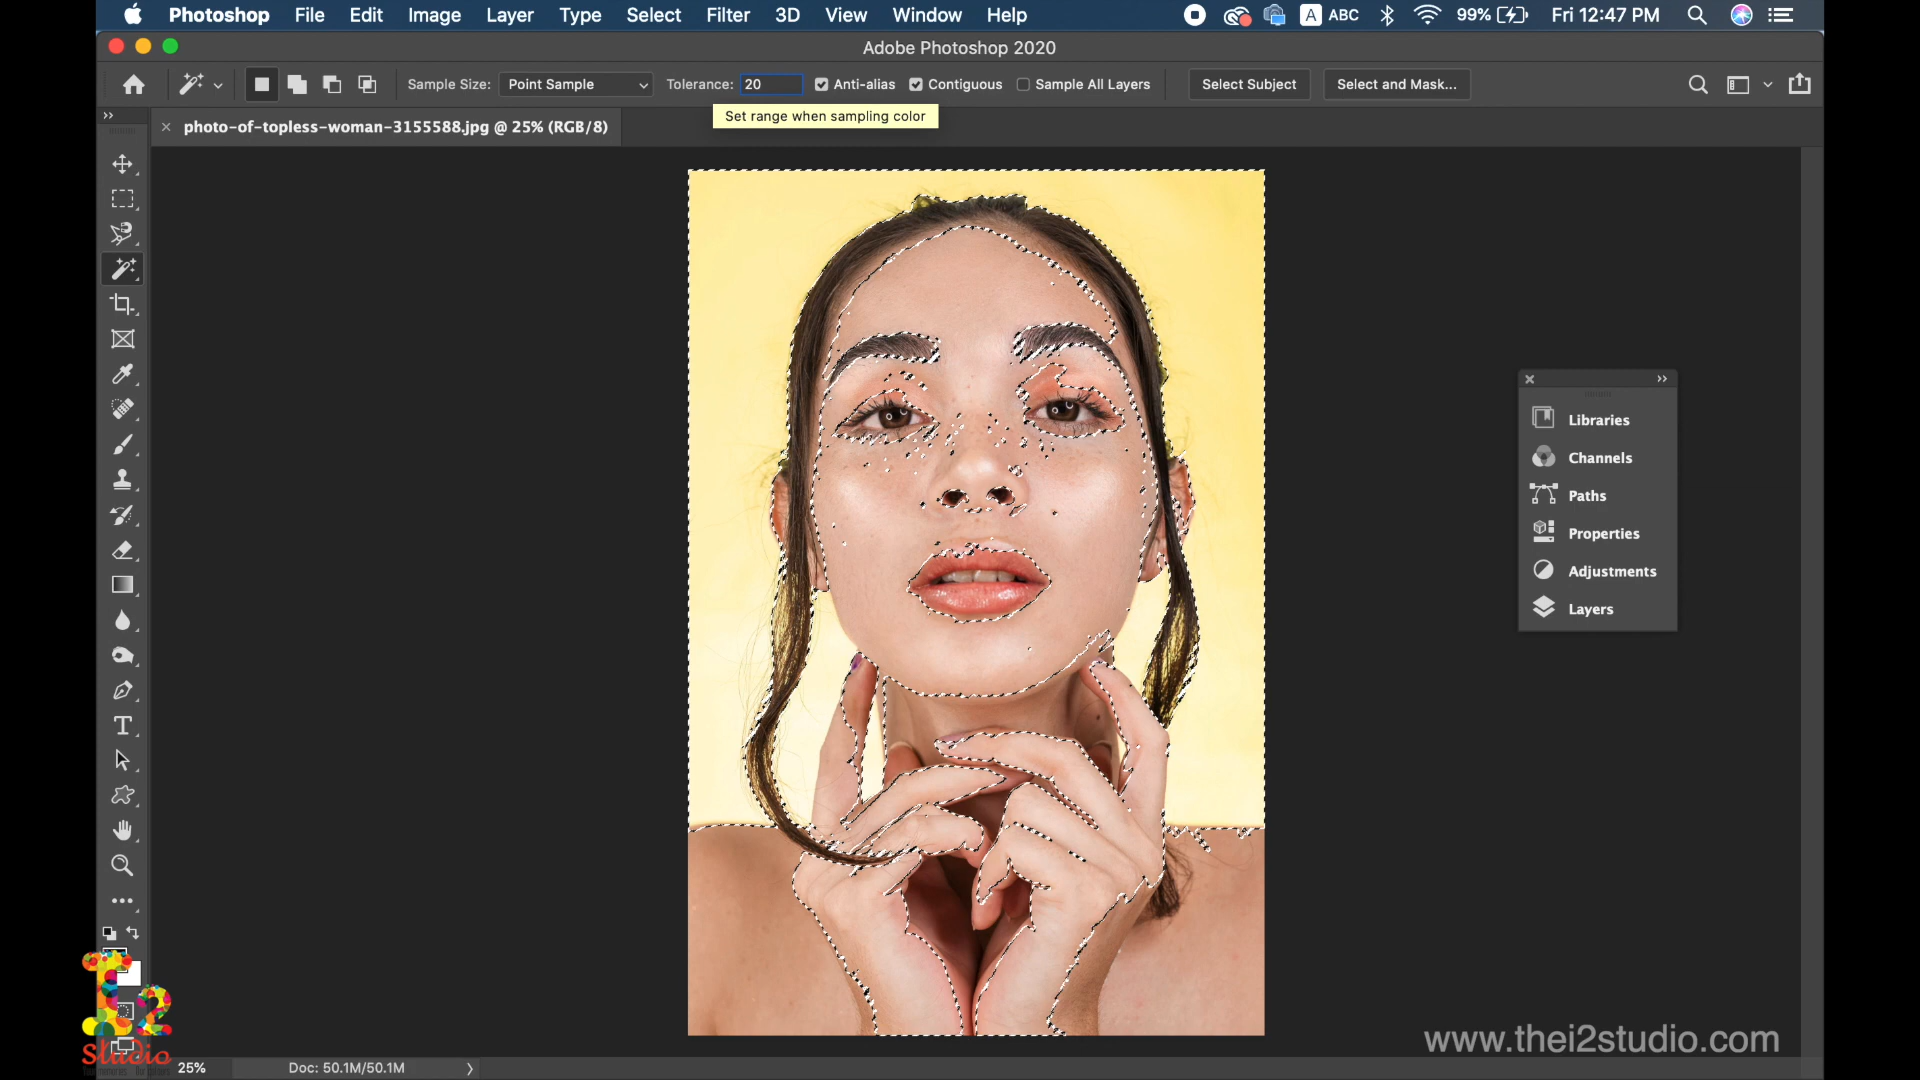 Photoshop File Edit Image Layer Type Select Filter 3D View Window Help A ABC 99% Fri 12:47 PM
Adobe Photoshop 2020
Sample Size: Point Sample Tolerance: 20 Anti-alias Contiguous Sample All Layers Select Subject Select and Mask...
Set range when sampling color
photo-of-topless-woman-3155588.jpg @ 25% (RGB/8)
Libraries
Channels
Paths
Properties
Adjustments
Layers
T
i2
Studio
www.thei2studio.com
25% Doc: 50.1M/50.1M